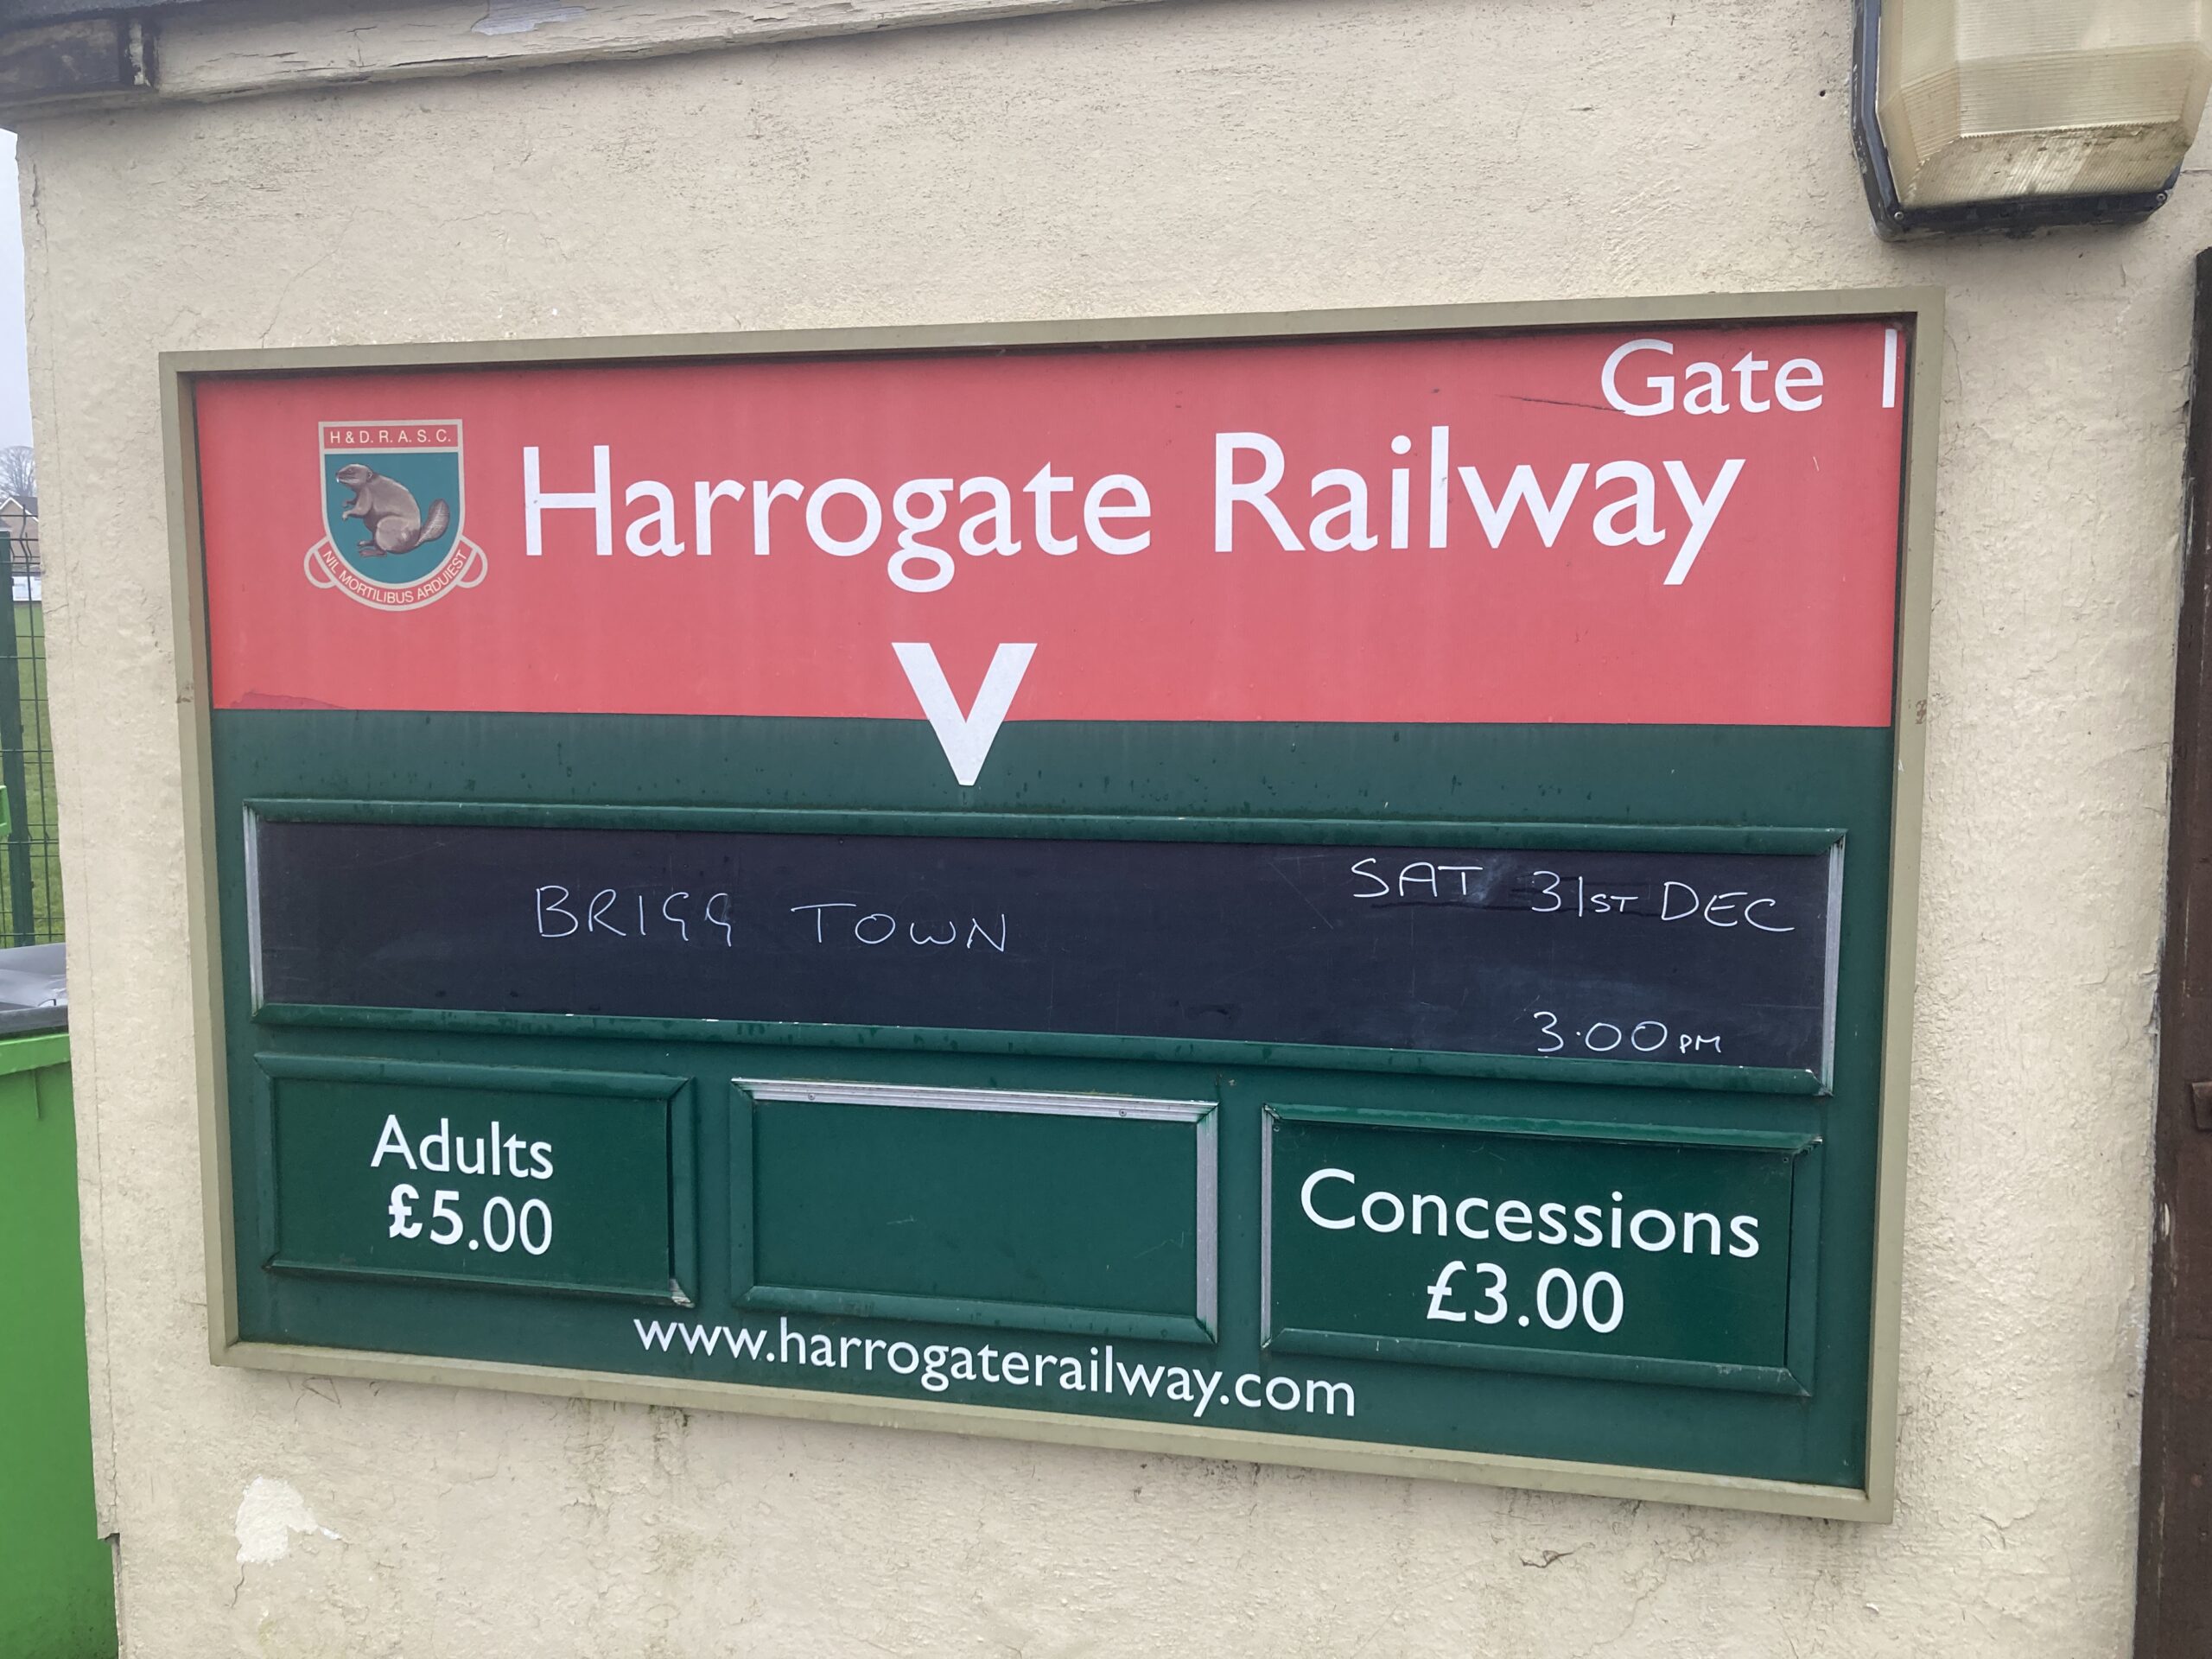 Gate 1
H & D. R. A. S. C.
NIL MORTILIBUS ARDUIEST
Harrogate Railway
V
BRIGG TOWN
SAT 31ST DEC
3.00PM
Adults
£5.00
Concessions
£3.00
www.harrogaterailway.com